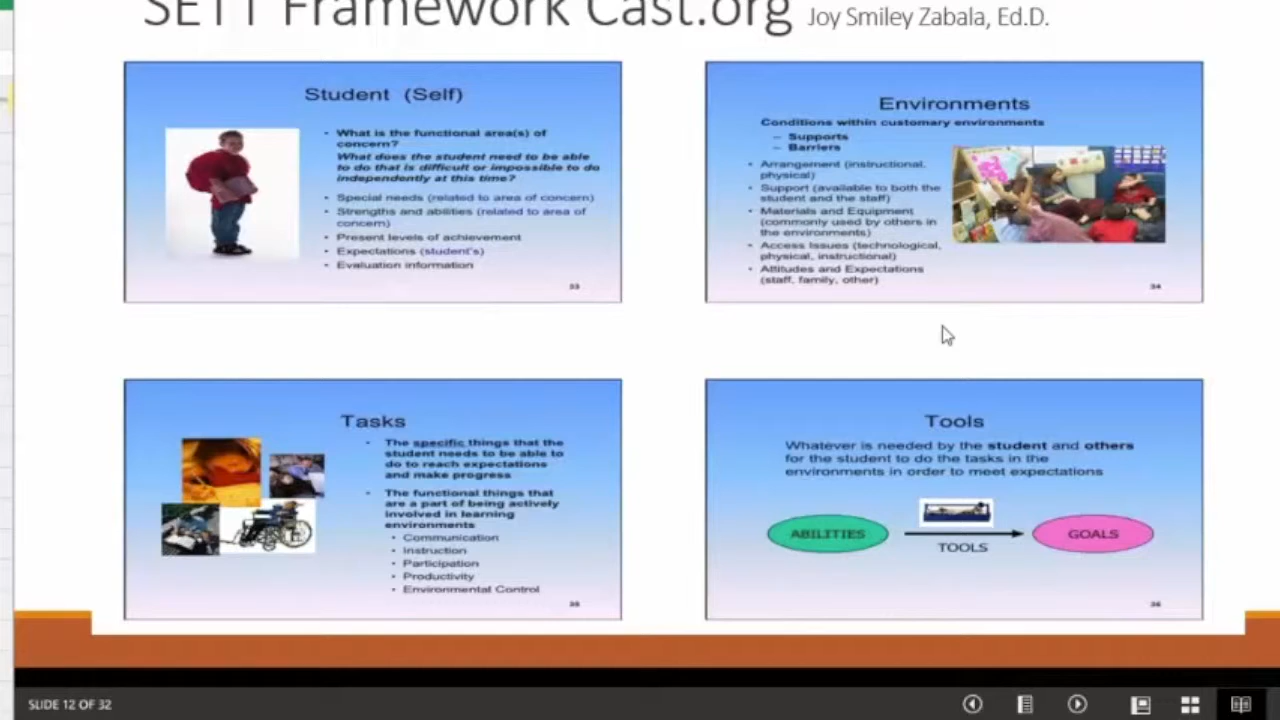 SETT Framework Cast.org Joy Smiley Zabala, Ed.D.
Student (Self)
• What is the functional area(s) of
concern?
What does the student need to be able
to do that is difficult or impossible to do
independently at this time?
• Special needs (related to area of concern)
• Strengths and abilities (related to area of
concern)
• Present levels of achievement
• Expectations (student's)
• Evaluation information
33
Environments
Conditions within customary environments
– Supports
– Barriers
• Arrangement (instructional,
physical)
• Support (available to both the
student and the staff)
• Materials and Equipment
(commonly used by others in
the environments)
• Access Issues (technological,
physical, instructional)
• Attitudes and Expectations
(staff, family, other)
34
Tasks
• The specific things that the
student needs to be able to
do to reach expectations
and make progress
• The functional things that
are a part of being actively
involved in learning
environments
• Communication
• Instruction
• Participation
• Productivity
• Environmental Control
35
Tools
Whatever is needed by the student and others
for the student to do the tasks in the
environments in order to meet expectations
ABILITIES
TOOLS
GOALS
36
SLIDE 12 OF 32